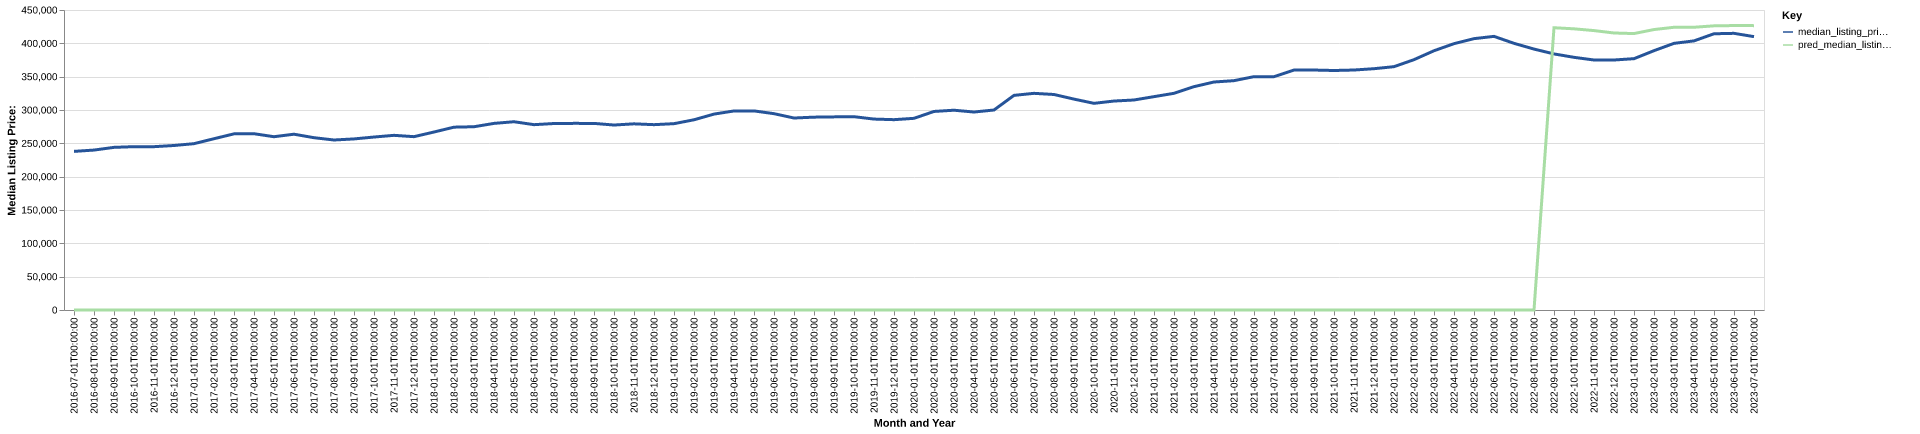 450,000
400,000
350,000
300,000
250,000
200,000
150,000
100,000
50,000
0
Median Listing Price:
2016-07-01T00:00:00
2016-08-01T00:00:00
2016-09-01T00:00:00
2016-10-01T00:00:00
2016-11-01T00:00:00
2016-12-01T00:00:00
2017-01-01T00:00:00
2017-02-01T00:00:00
2017-03-01T00:00:00
2017-04-01T00:00:00
2017-05-01T00:00:00
2017-06-01T00:00:00
2017-07-01T00:00:00
2017-08-01T00:00:00
2017-09-01T00:00:00
2017-10-01T00:00:00
2017-11-01T00:00:00
2017-12-01T00:00:00
2018-01-01T00:00:00
2018-02-01T00:00:00
2018-03-01T00:00:00
2018-04-01T00:00:00
2018-05-01T00:00:00
2018-06-01T00:00:00
2018-07-01T00:00:00
2018-08-01T00:00:00
2018-09-01T00:00:00
2018-10-01T00:00:00
2018-11-01T00:00:00
2018-12-01T00:00:00
2019-01-01T00:00:00
2019-02-01T00:00:00
2019-03-01T00:00:00
2019-04-01T00:00:00
2019-05-01T00:00:00
2019-06-01T00:00:00
2019-07-01T00:00:00
2019-08-01T00:00:00
2019-09-01T00:00:00
2019-10-01T00:00:00
2019-11-01T00:00:00
2019-12-01T00:00:00
2020-01-01T00:00:00
2020-02-01T00:00:00
2020-03-01T00:00:00
2020-04-01T00:00:00
2020-05-01T00:00:00
2020-06-01T00:00:00
2020-07-01T00:00:00
2020-08-01T00:00:00
2020-09-01T00:00:00
2020-10-01T00:00:00
2020-11-01T00:00:00
2020-12-01T00:00:00
2021-01-01T00:00:00
2021-02-01T00:00:00
2021-03-01T00:00:00
2021-04-01T00:00:00
2021-05-01T00:00:00
2021-06-01T00:00:00
2021-07-01T00:00:00
2021-08-01T00:00:00
2021-09-01T00:00:00
2021-10-01T00:00:00
2021-11-01T00:00:00
2021-12-01T00:00:00
2022-01-01T00:00:00
2022-02-01T00:00:00
2022-03-01T00:00:00
2022-04-01T00:00:00
2022-05-01T00:00:00
2022-06-01T00:00:00
2022-07-01T00:00:00
2022-08-01T00:00:00
2022-09-01T00:00:00
2022-10-01T00:00:00
2022-11-01T00:00:00
2022-12-01T00:00:00
2023-01-01T00:00:00
2023-02-01T00:00:00
2023-03-01T00:00:00
2023-04-01T00:00:00
2023-05-01T00:00:00
2023-06-01T00:00:00
2023-07-01T00:00:00
Month and Year
Key
median_listing_pri…
pred_median_listin…